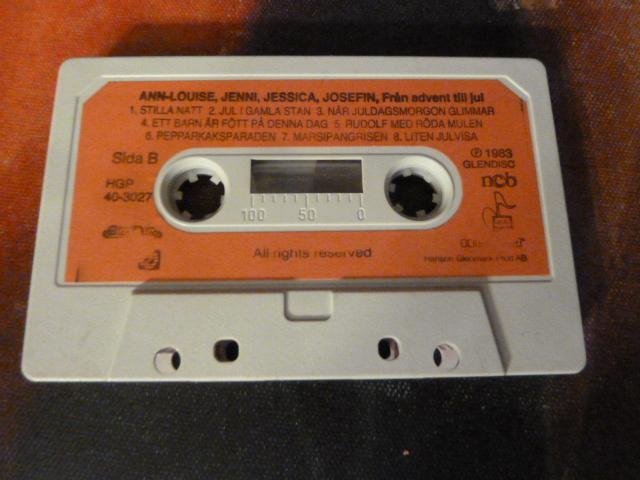 ANN-LOUISE, JENNI, JESSICA, JOSEFIN, Från advent till jul
1. STILLA NATT 2. JUL I GAMLA STAN 3. NÄR JULDAGSMORGON GLIMMAR
4. ETT BARN ÄR FÖTT PÅ DENNA DAG 5. RUDOLF MED RÖDA MULEN
6. PEPPARKAKSPARADEN 7. MARSIPANGRISEN 8. LITEN JULVISA
Sida B
℗ 1983
GLENDISC
HGP
40-3027
ncb
100 50 0
All rights reserved